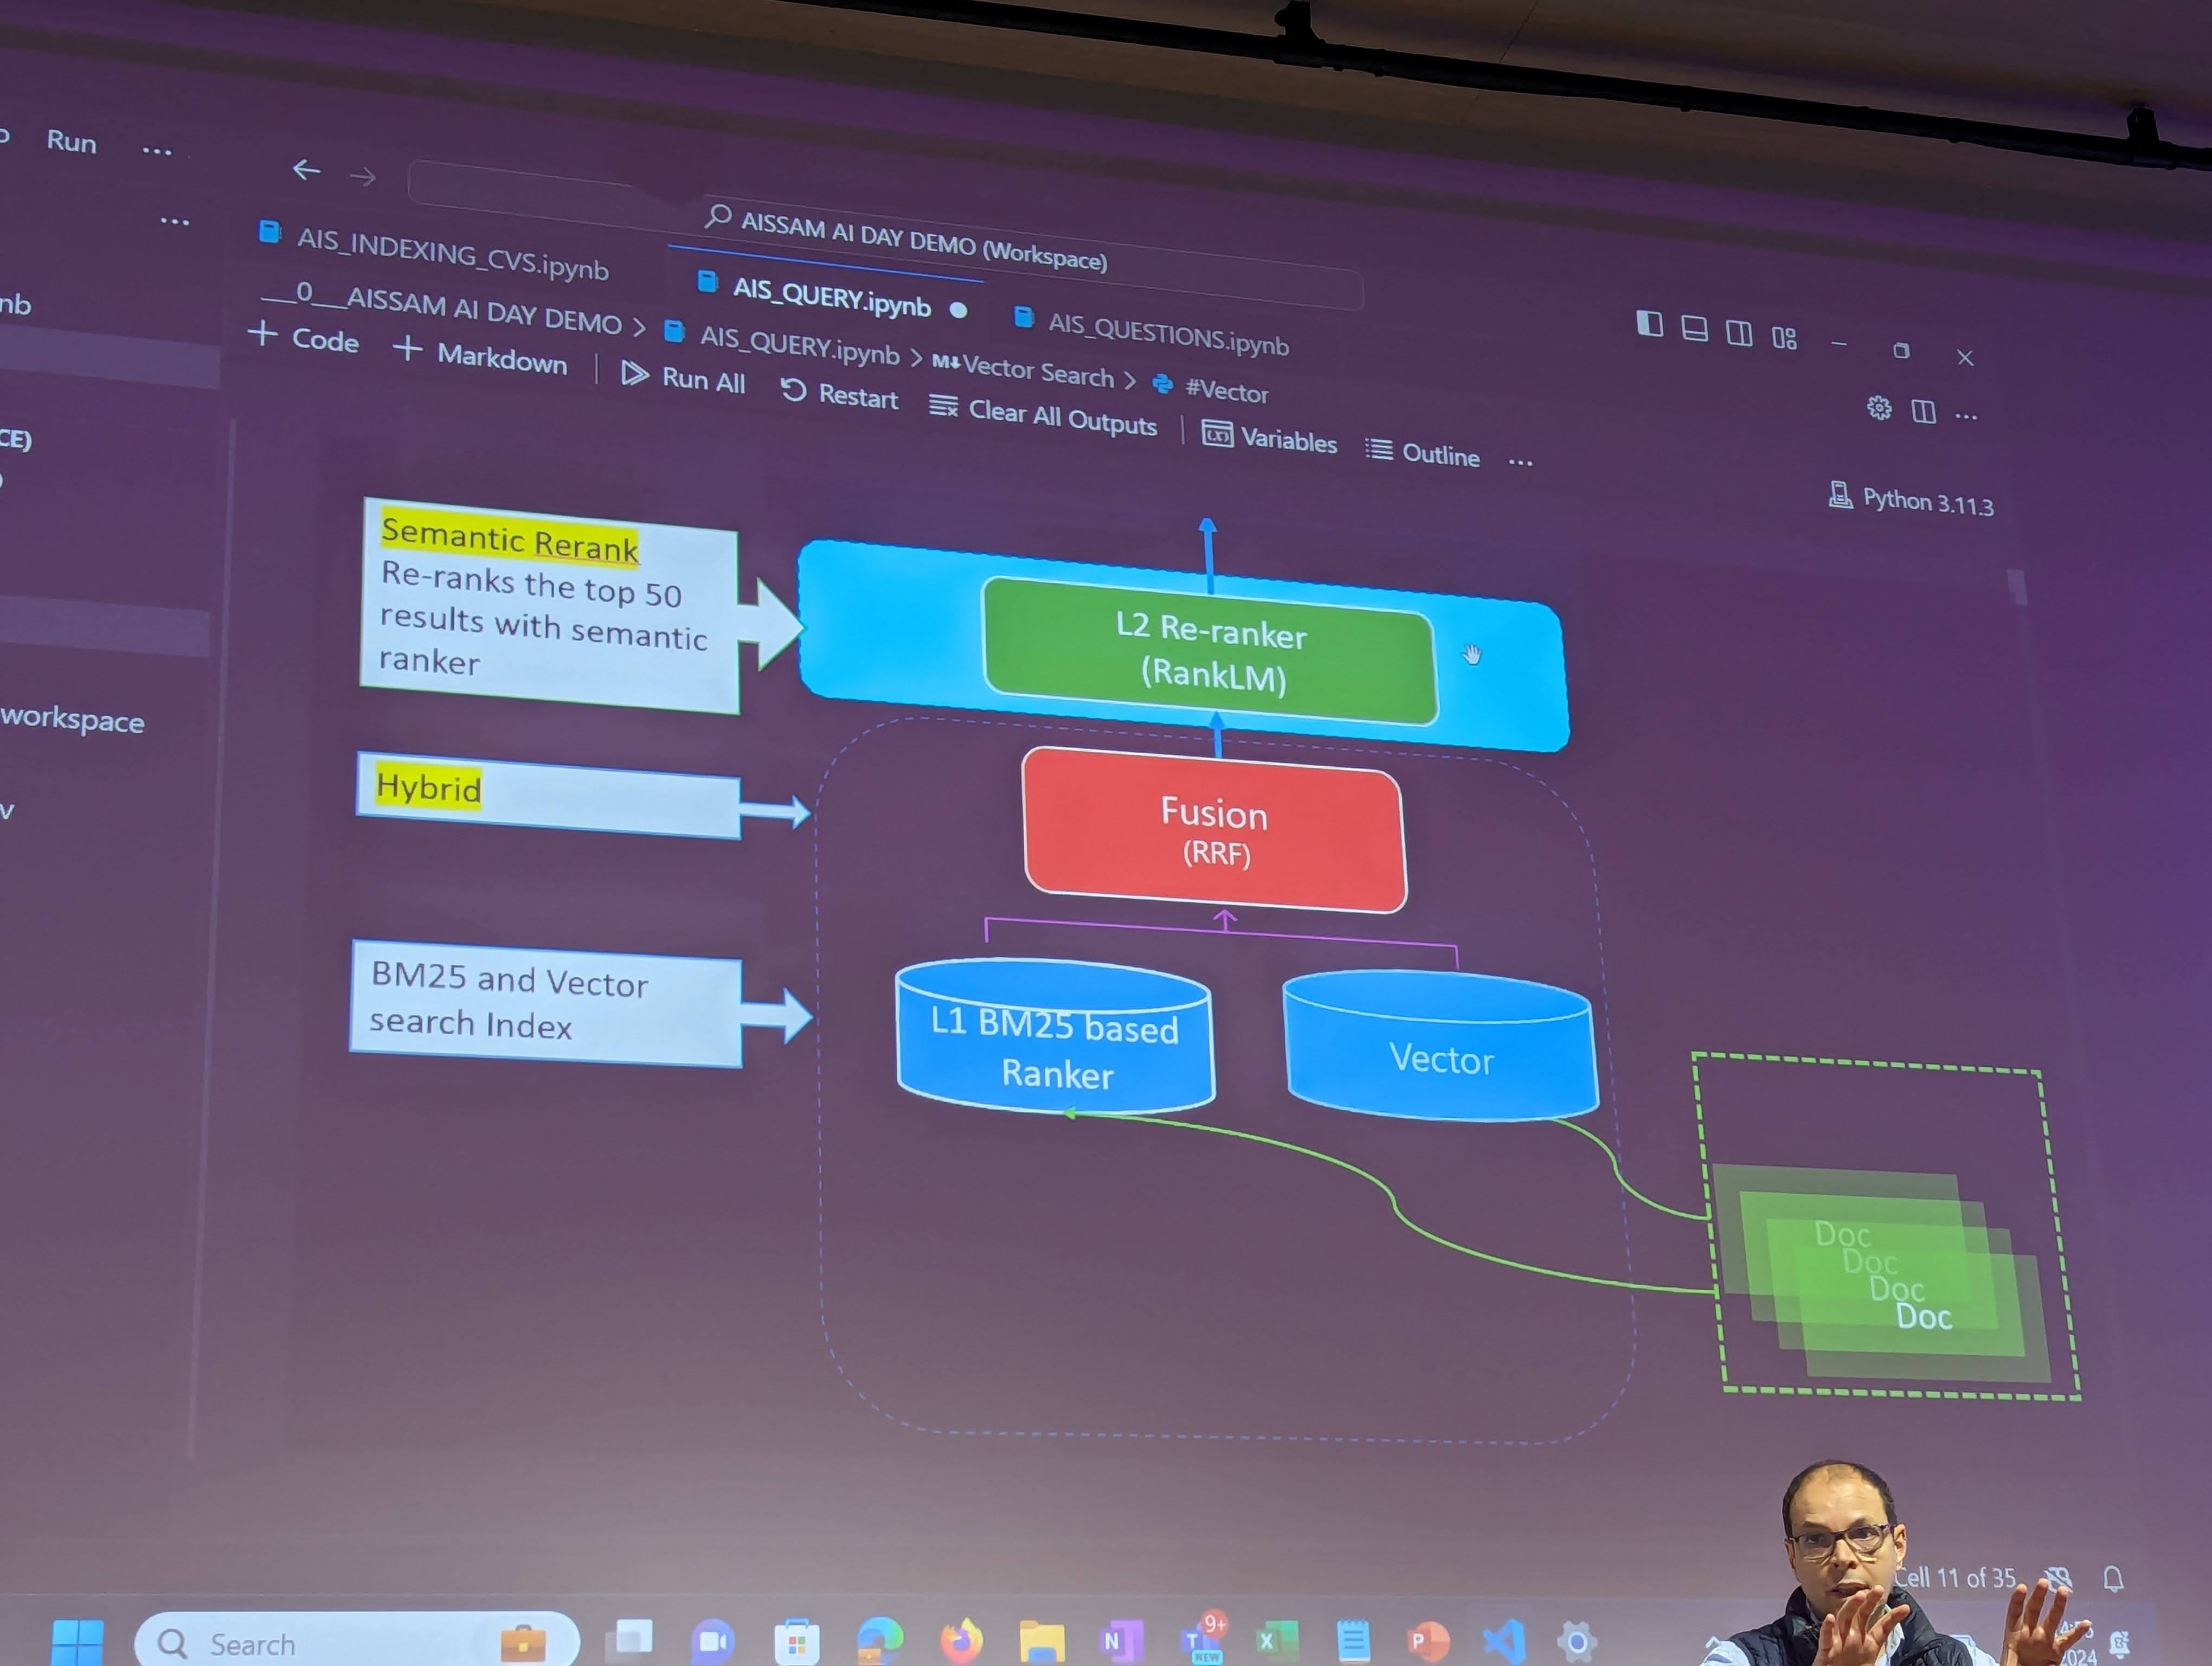 Run
...
AISSAM AI DAY DEMO (Workspace)
...
AIS_INDEXING_CVS.ipynb
AIS_QUERY.ipynb
AIS_QUESTIONS.ipynb
__0__AISSAM AI DAY DEMO > AIS_QUERY.ipynb > M↓Vector Search > #Vector
+ Code + Markdown Run All Restart Clear All Outputs Variables Outline ...
...
Python 3.11.3
nb
CE)
workspace
v
Semantic Rerank
Re-ranks the top 50
results with semantic
ranker
L2 Re-ranker
(RankLM)
Hybrid
Fusion
(RRF)
BM25 and Vector
search Index
L1 BM25 based
Ranker
Vector
Doc
Doc
Doc
Doc
Cell 11 of 35
Search
N
T
9+
NEW
X
P